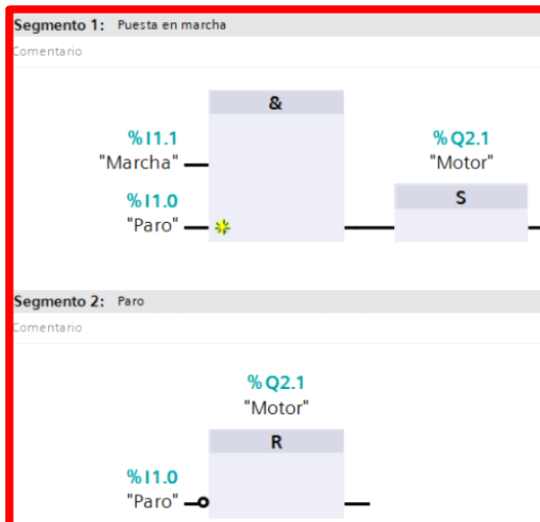 Segmento 1: Puesta en marcha
Comentario
&
%I1.1
"Marcha"
%I1.0
"Paro"
%Q2.1
"Motor"
S
Segmento 2: Paro
Comentario
%Q2.1
"Motor"
R
%I1.0
"Paro"